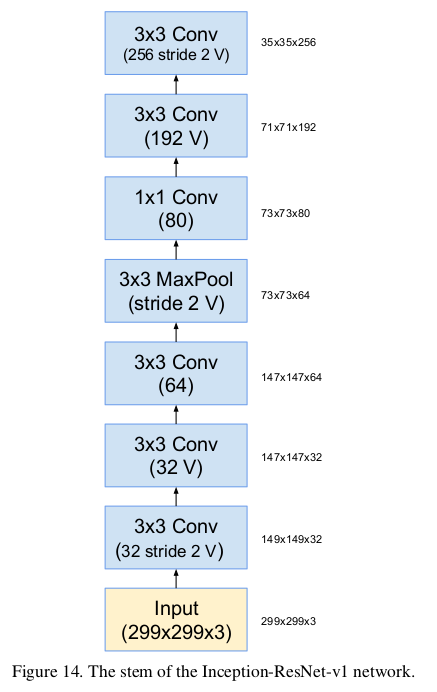 3x3 Conv
(256 stride 2 V)
35x35x256
3x3 Conv
(192 V)
71x71x192
1x1 Conv
(80)
73x73x80
3x3 MaxPool
(stride 2 V)
73x73x64
3x3 Conv
(64)
147x147x64
3x3 Conv
(32 V)
147x147x32
3x3 Conv
(32 stride 2 V)
149x149x32
Input
(299x299x3)
299x299x3
Figure 14. The stem of the Inception-ResNet-v1 network.